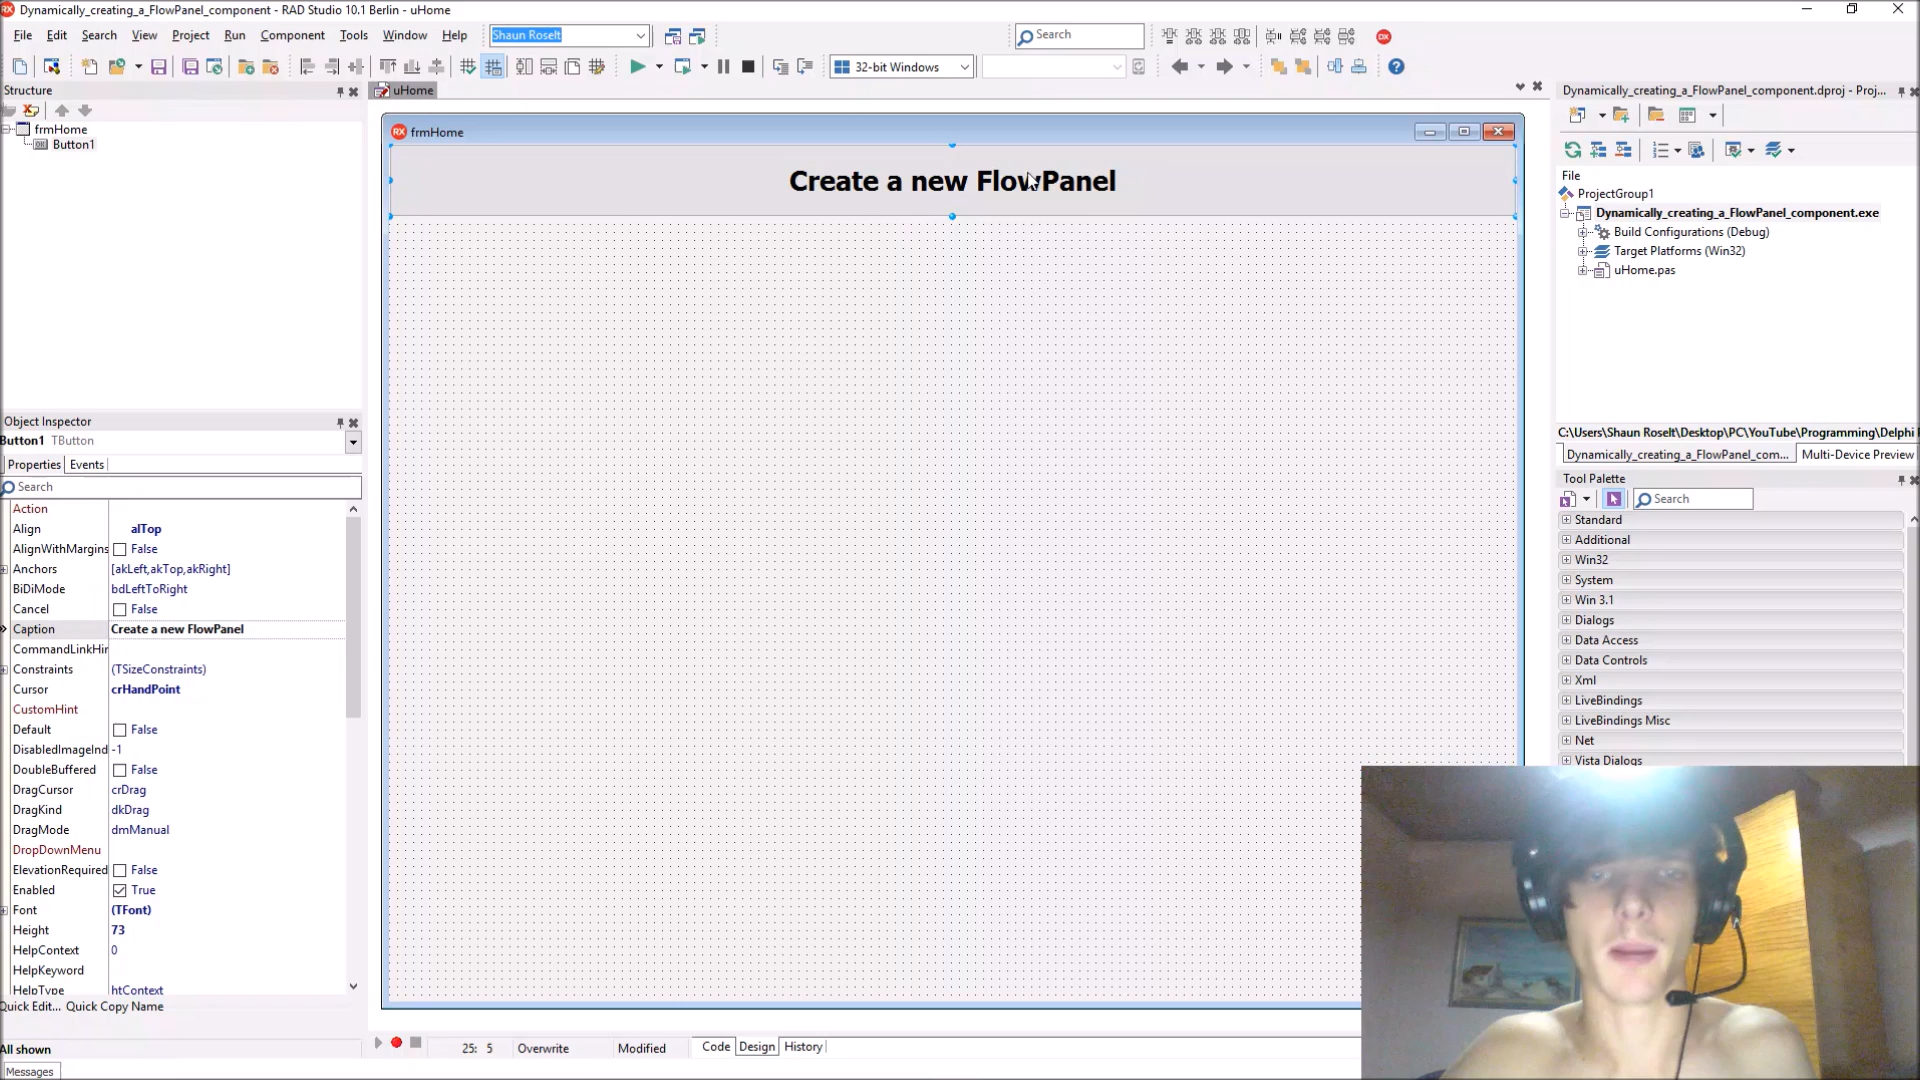 Dynamically_creating_a_FlowPanel_component - RAD Studio 10.1 Berlin - uHome
File Edit Search View Project Run Component Tools Window Help Shaun Roselt Search
32-bit Windows
Structure
uHome
frmHome
Button1
frmHome
Create a new FlowPanel
Object Inspector
Button1 TButton
Properties Events
Search
Action
Align alTop
AlignWithMargins False
Anchors [akLeft,akTop,akRight]
BiDiMode bdLeftToRight
Cancel False
Caption Create a new FlowPanel
CommandLinkHin
Constraints (TSizeConstraints)
Cursor crHandPoint
CustomHint
Default False
DisabledImageInd -1
DoubleBuffered False
DragCursor crDrag
DragKind dkDrag
DragMode dmManual
DropDownMenu
ElevationRequired False
Enabled True
Font (TFont)
Height 73
HelpContext 0
HelpKeyword
HelpType htContext
Quick Edit... Quick Copy Name
All shown
Messages
25: 5 Overwrite Modified Code Design History
Dynamically_creating_a_FlowPanel_component.dproj - Proj...
File
ProjectGroup1
Dynamically_creating_a_FlowPanel_component.exe
Build Configurations (Debug)
Target Platforms (Win32)
uHome.pas
C:\Users\Shaun Roselt\Desktop\PC\YouTube\Programming\Delphi
Dynamically_creating_a_FlowPanel_com... Multi-Device Preview
Tool Palette
Search
Standard
Additional
Win32
System
Win 3.1
Dialogs
Data Access
Data Controls
Xml
LiveBindings
LiveBindings Misc
Net
Vista Dialogs